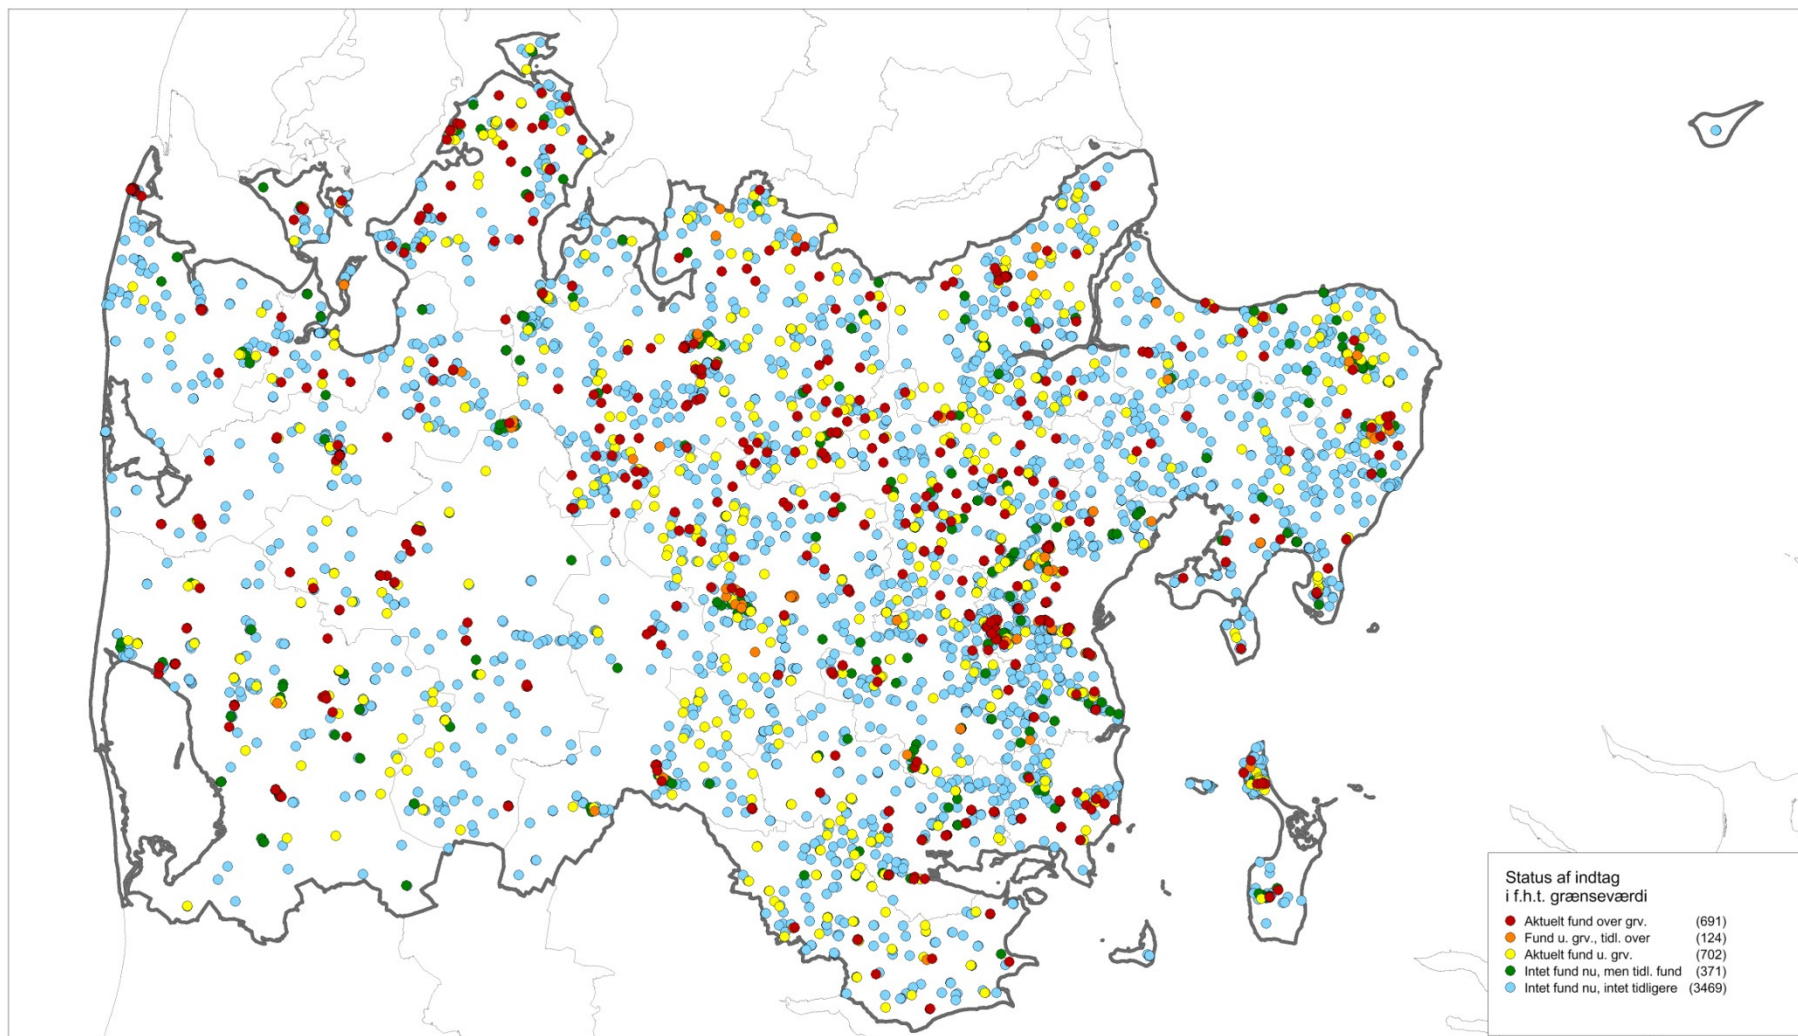 Status af indtag
i f.h.t. grænseværdi
Aktuelt fund over grv. (691)
Fund u. grv., tidl. over (124)
Aktuelt fund u. grv. (702)
Intet fund nu, men tidl. fund (371)
Intet fund nu, intet tidligere (3469)